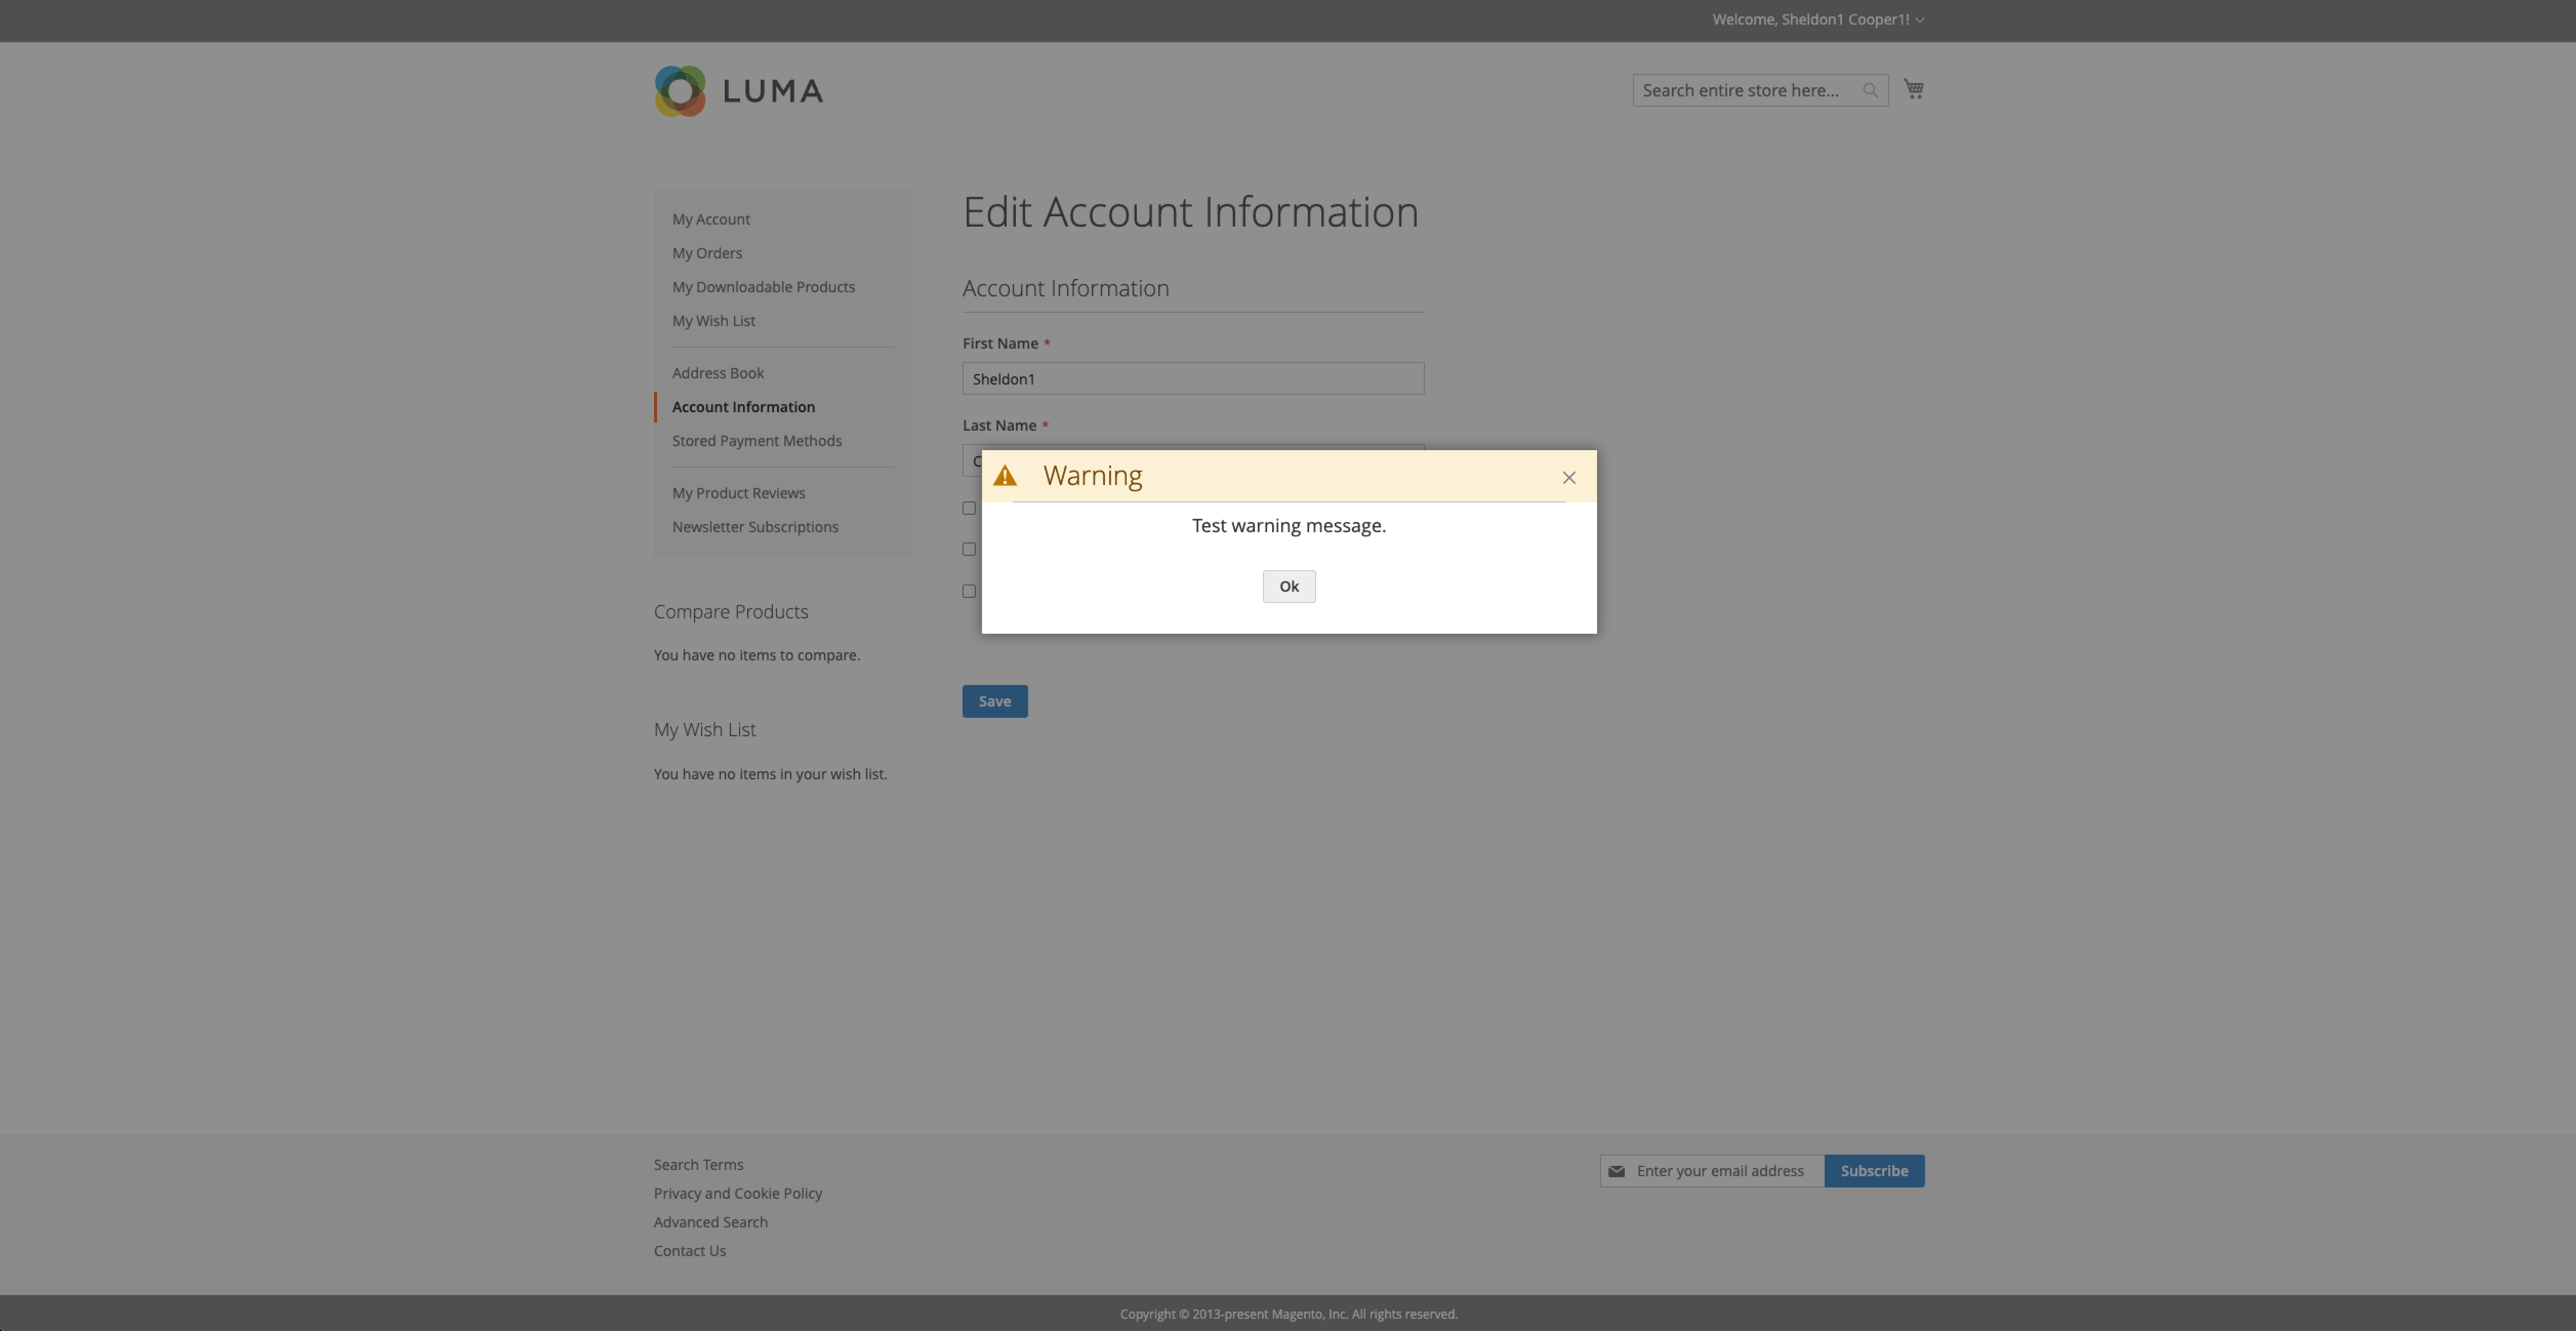 Welcome, Sheldon1 Cooper1!
LUMA
Search entire store here...
My Account
My Orders
My Downloadable Products
My Wish List
Address Book
Account Information
Stored Payment Methods
My Product Reviews
Newsletter Subscriptions
Compare Products
You have no items to compare.
My Wish List
You have no items in your wish list.
Edit Account Information
Account Information
First Name *
Sheldon1
Last Name *
Warning
Test warning message.
Ok
Save
Search Terms
Privacy and Cookie Policy
Advanced Search
Contact Us
Enter your email address
Subscribe
Copyright © 2013-present Magento, Inc. All rights reserved.